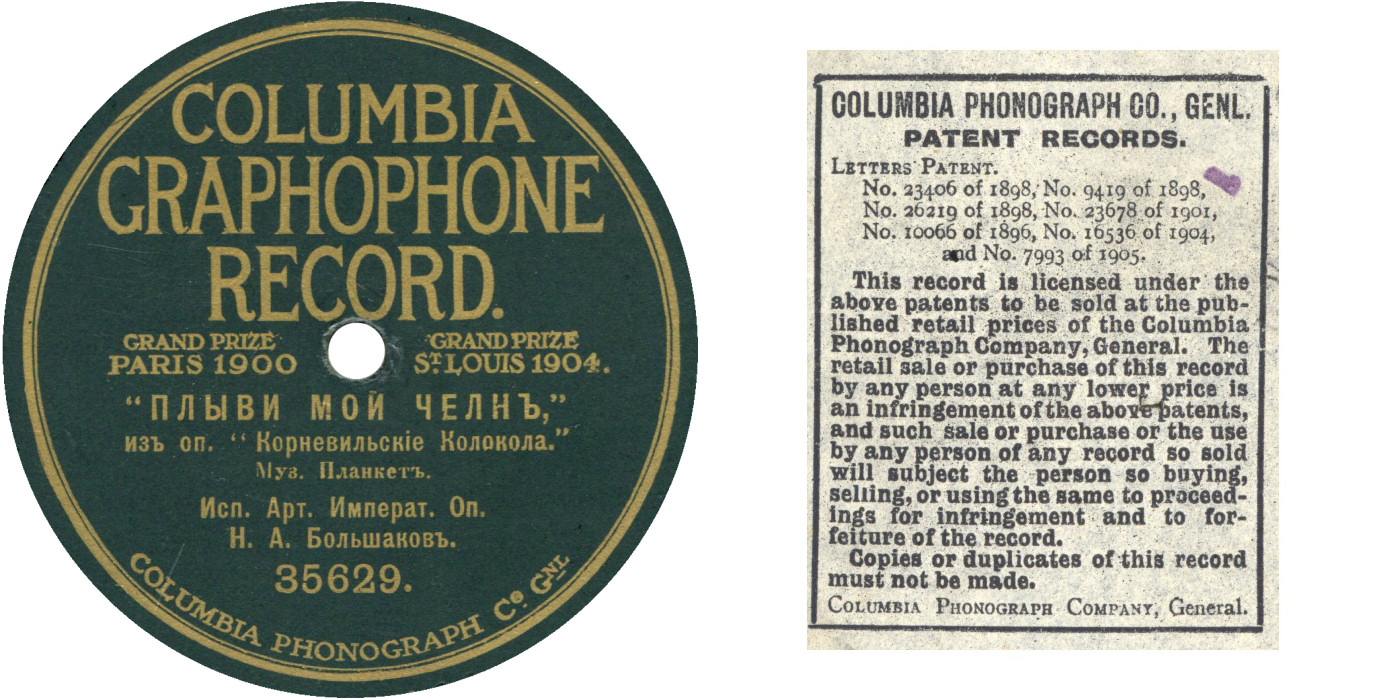 COLUMBIA
GRAPHOPHONE
RECORD.
GRAND PRIZE
PARIS 1900
GRAND PRIZE
ST. LOUIS 1904.
"ПЛЫВИ МОЙ ЧЕЛНЪ,"
изъ оп. "Корневильскіе Колокола."
Муз. Планкетъ.
Исп. Арт. Императ. Оп.
Н. А. Большаковъ.
35629.
COLUMBIA PHONOGRAPH Co. GNL
COLUMBIA PHONOGRAPH CO., GENL.
PATENT RECORDS.
LETTERS PATENT.
No. 23406 of 1898, No. 9419 of 1898,
No. 26219 of 1898, No. 23678 of 1901,
No. 10066 of 1896, No. 16536 of 1904,
and No. 7993 of 1905.
This record is licensed under the
above patents to be sold at the pub-
lished retail prices of the Columbia
Phonograph Company, General. The
retail sale or purchase of this record
by any person at any lower price is
an infringement of the above patents,
and such sale or purchase or the use
by any person of any record so sold
will subject the person so buying,
selling, or using the same to proceed-
ings for infringement and to for-
feiture of the record.
Copies or duplicates of this record
must not be made.
COLUMBIA PHONOGRAPH COMPANY, General.